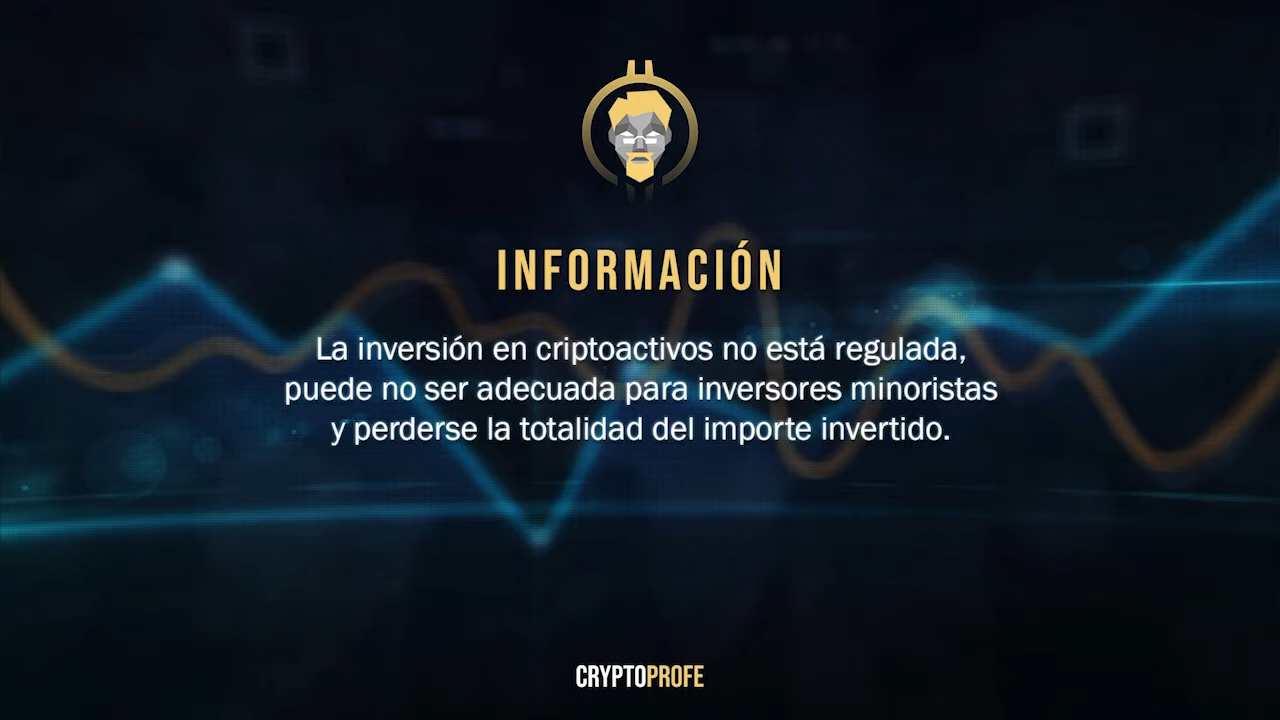 INFORMACIÓN
La inversión en criptoactivos no está regulada,
puede no ser adecuada para inversores minoristas
y perderse la totalidad del importe invertido.
CRYPTOPROFE